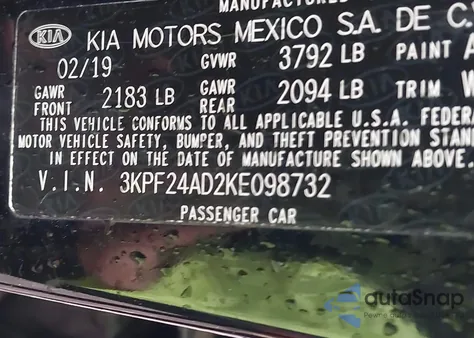 MANUFACTURED
KIA KIA MOTORS MEXICO S.A. DE C.
02/19 GVWR 3792 LB PAINT A
GAWR FRONT 2183 LB GAWR REAR 2094 LB TRIM W
THIS VEHICLE CONFORMS TO ALL APPLICABLE U.S.A. FEDERA
MOTOR VEHICLE SAFETY, BUMPER, AND THEFT PREVENTION STAN
IN EFFECT ON THE DATE OF MANUFACTURE SHOWN ABOVE.
V.I.N. 3KPF24AD2KE098732
PASSENGER CAR
autoSnap